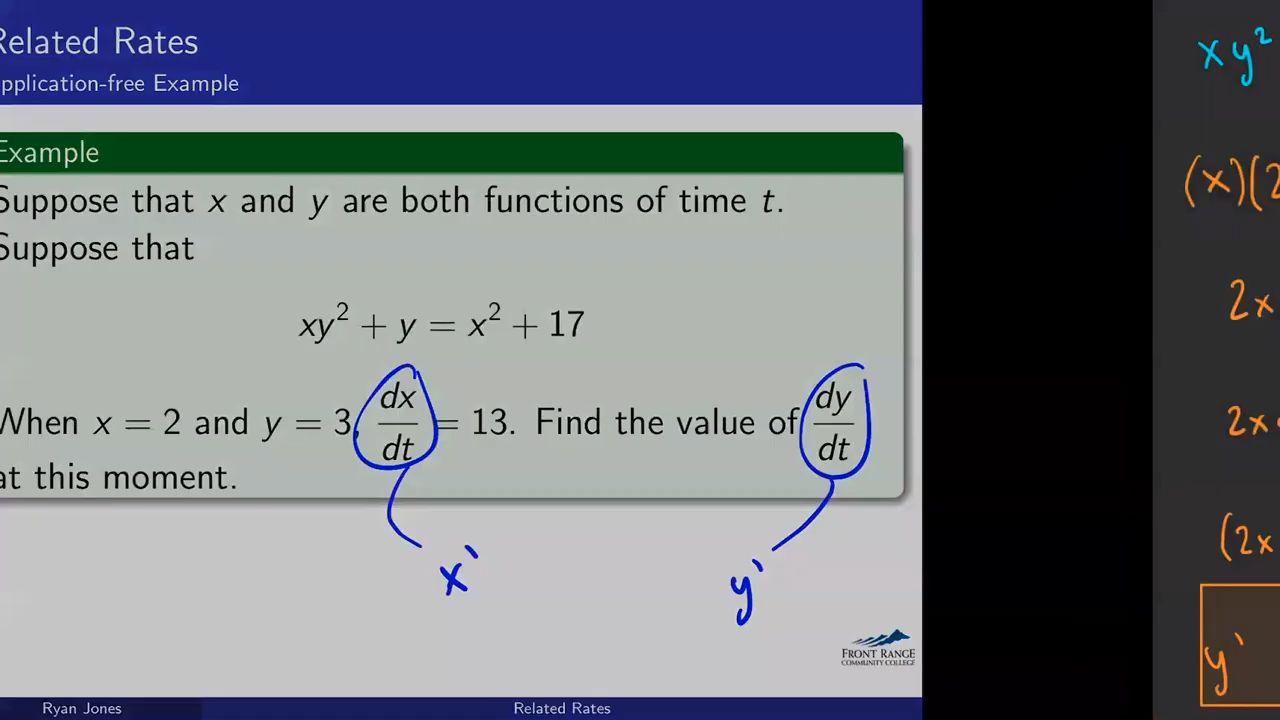 Related Rates
pplication-free Example
Example
Suppose that x and y are both functions of time t.
Suppose that
xy² + y = x² + 17
When x = 2 and y = 3, dx/dt = 13. Find the value of dy/dt
at this moment.
x'
y'
FRONT RANGE
COMMUNITY COLLEGE
Ryan Jones
Related Rates
xy²
(x)(2
2x
2x
(2x
y'